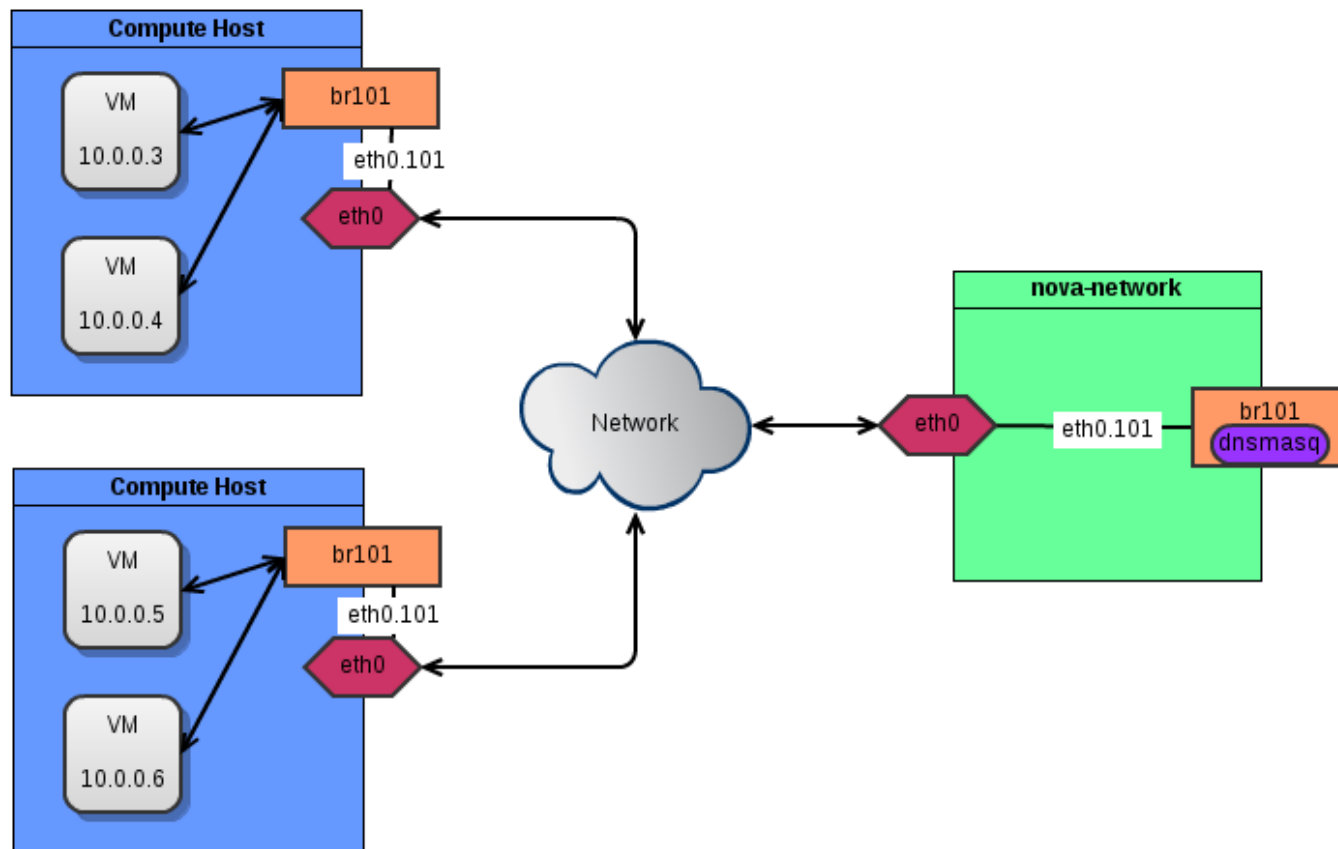 Compute Host
VM
10.0.0.3
br101
eth0.101
eth0
VM
10.0.0.4
Compute Host
VM
10.0.0.5
br101
eth0.101
eth0
VM
10.0.0.6
Network
nova-network
eth0
eth0.101
br101
dnsmasq